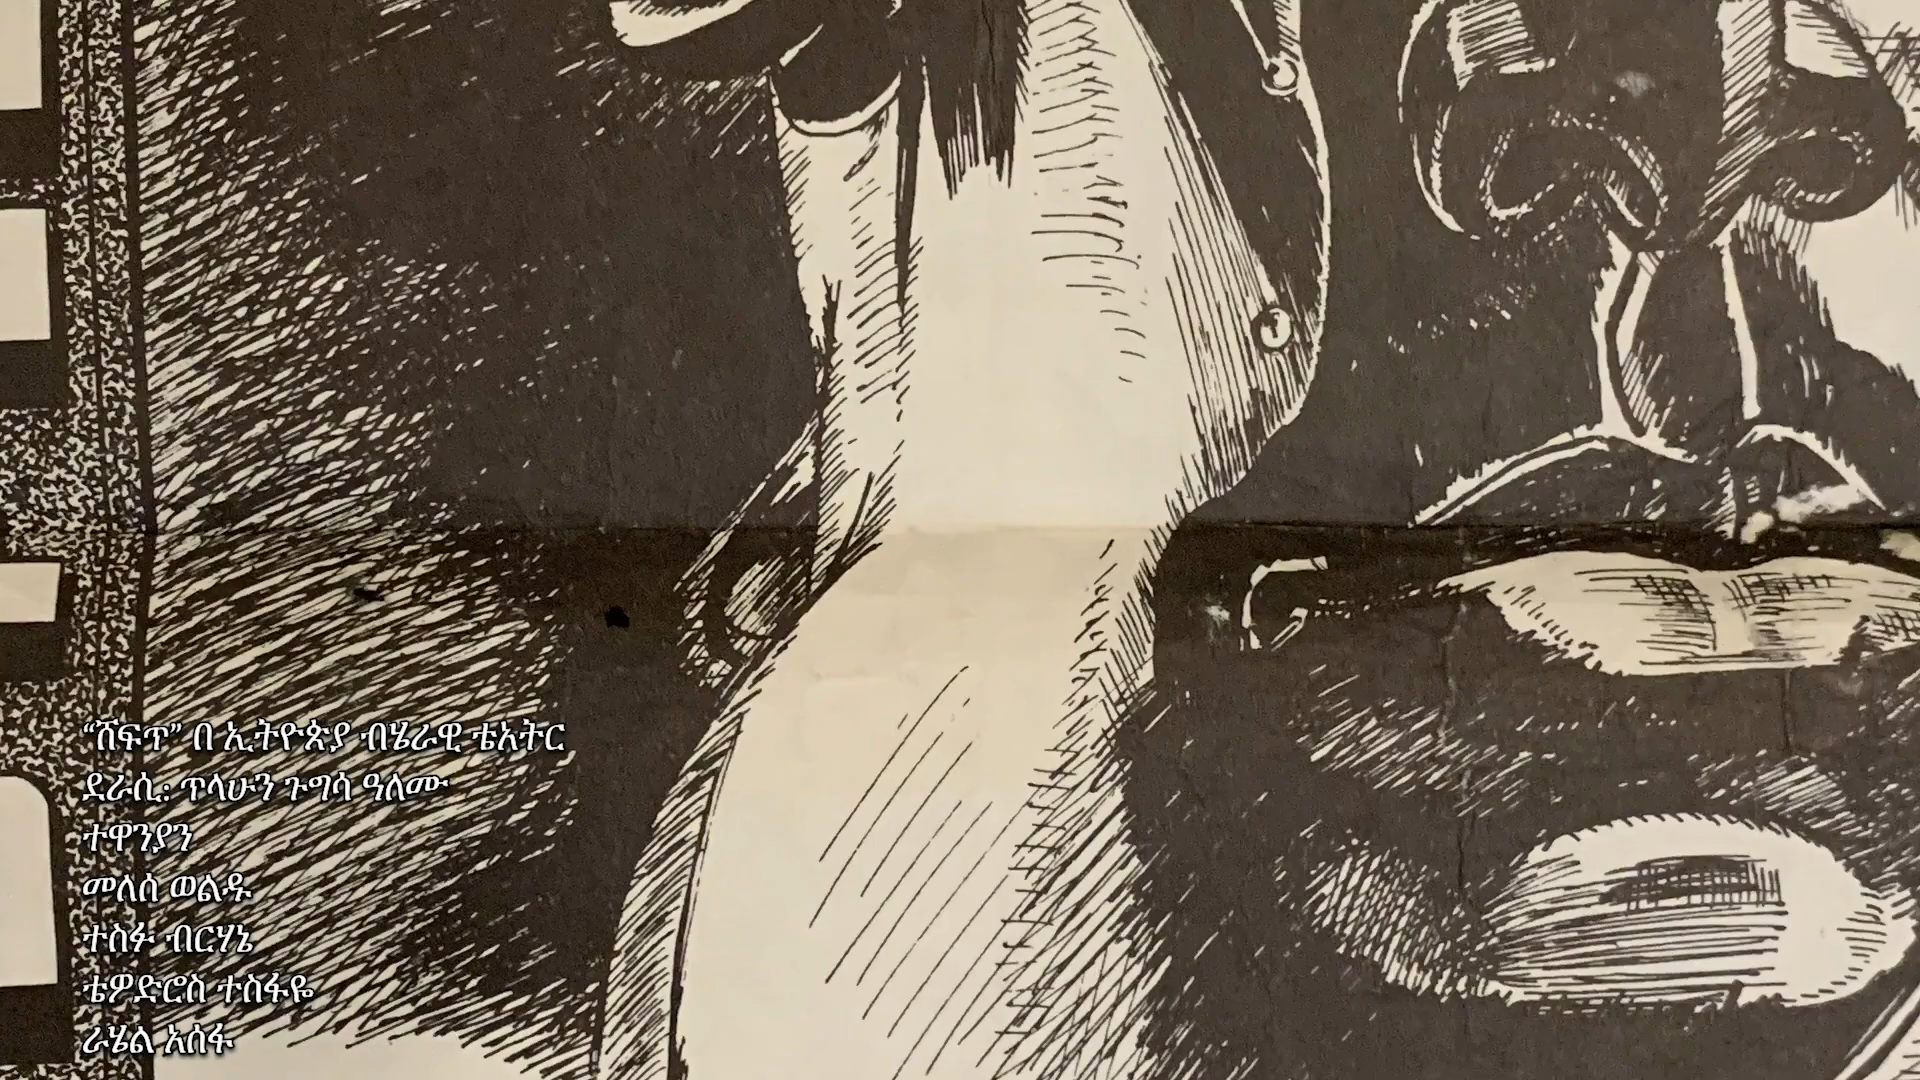 “ሽፍጥ” በ ኢትዮጵያ ብሄራዊ ቴአትር
ደራሲ: ጥላሁን ጉግሳ ዓለሙ
ተዋንያን
መለሰ ወልዱ
ተስፉ ብርሃኔ
ቴዎድሮስ ተስፋዬ
ራሄል አሰፋ